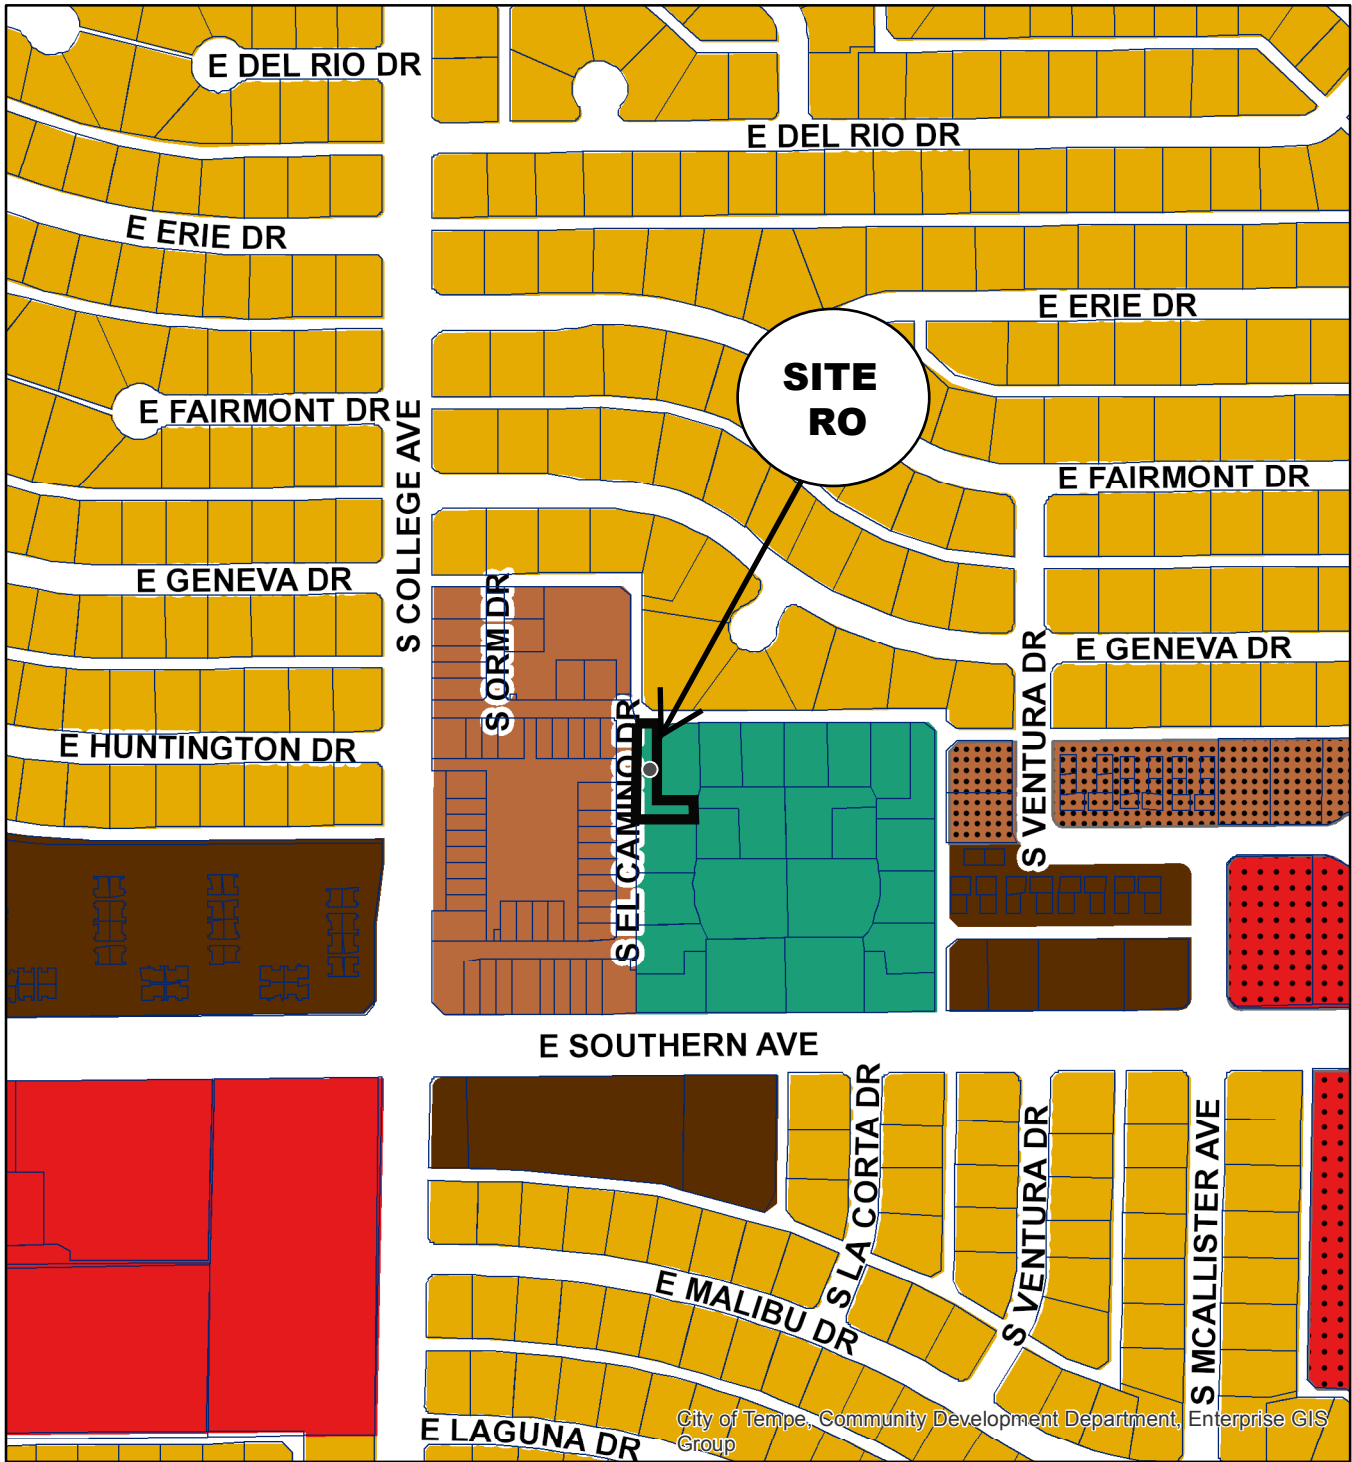 E DEL RIO DR
E DEL RIO DR
E ERIE DR
E ERIE DR
SITE
RO
E FAIRMONT DR
S COLLEGE AVE
E FAIRMONT DR
E GENEVA DR
S ORM DR
E GENEVA DR
S VENTURA DR
E HUNTINGTON DR
S EL CAMINO DR
E SOUTHERN AVE
S LA CORTA DR
S VENTURA DR
S MCALLISTER AVE
E MALIBU DR
E LAGUNA DR
City of Tempe, Community Development Department, Enterprise GIS
Group